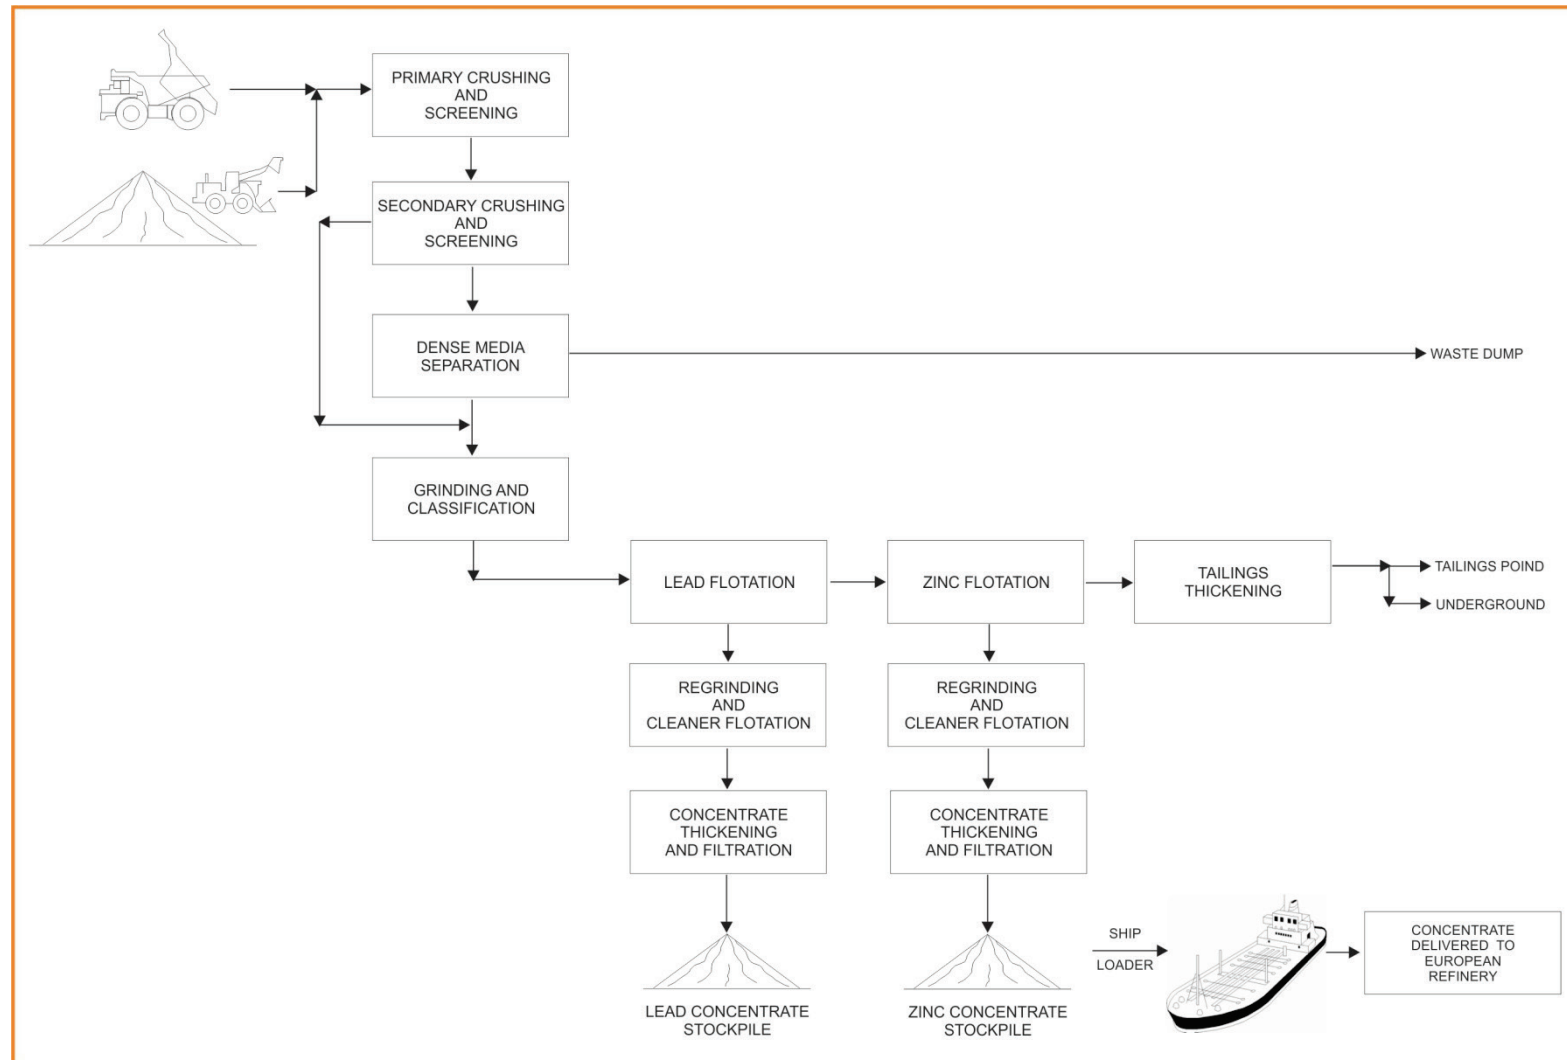 PRIMARY CRUSHING
AND
SCREENING
SECONDARY CRUSHING
AND
SCREENING
DENSE MEDIA
SEPARATION
WASTE DUMP
GRINDING AND
CLASSIFICATION
LEAD FLOTATION
ZINC FLOTATION
TAILINGS
THICKENING
TAILINGS POIND
UNDERGROUND
REGRINDING
AND
CLEANER FLOTATION
REGRINDING
AND
CLEANER FLOTATION
CONCENTRATE
THICKENING
AND FILTRATION
CONCENTRATE
THICKENING
AND FILTRATION
LEAD CONCENTRATE
STOCKPILE
ZINC CONCENTRATE
STOCKPILE
SHIP
LOADER
CONCENTRATE
DELIVERED TO
EUROPEAN
REFINERY